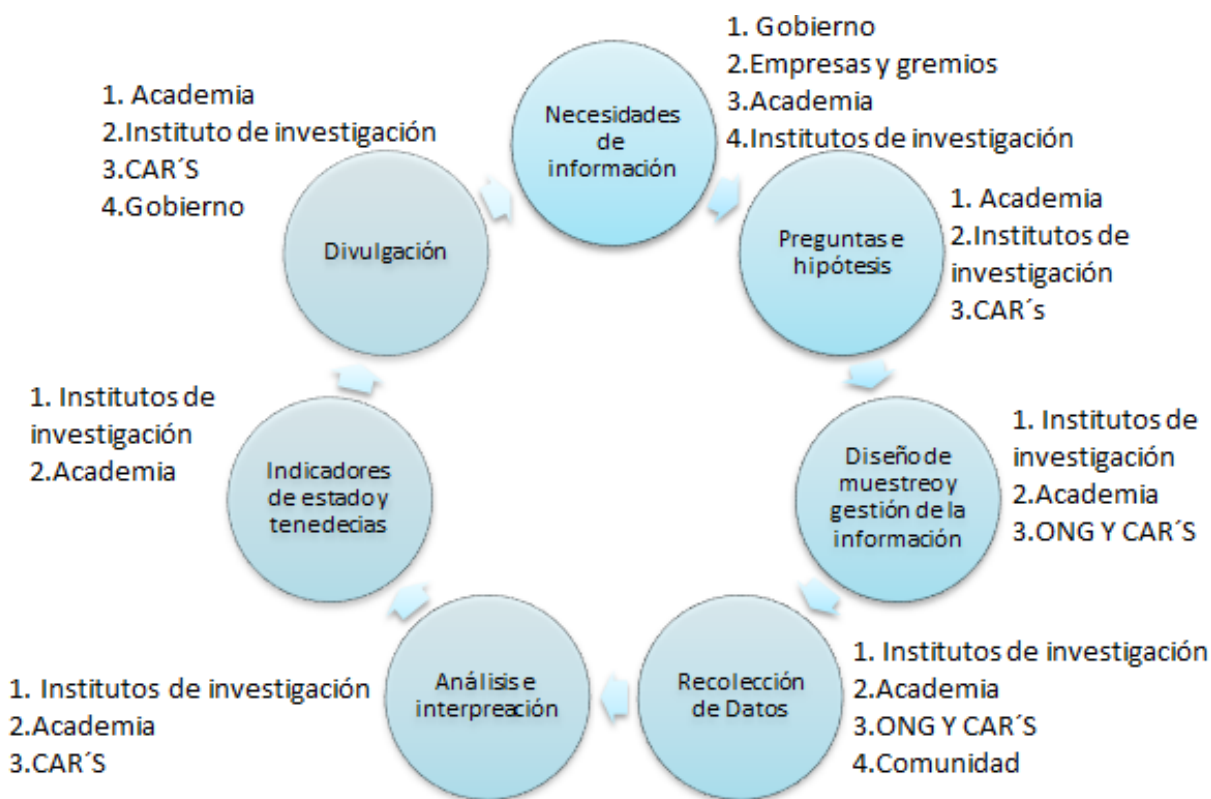 1. Gobierno
2.Empresas y gremios
3.Academia
4.Institutos de investigación
Necesidades
de
información
1. Academia
2.Institutos de
investigación
3.CAR´s
Preguntas e
hipótesis
1. Institutos de
investigación
2.Academia
3.ONG Y CAR´S
Diseño de
muestreo y
gestión de la
información
1. Institutos de investigación
2.Academia
3.ONG Y CAR´S
4.Comunidad
Recolección
de Datos
1. Institutos de investigación
2.Academia
3.CAR´S
Análisis e
interpreación
1. Institutos de
investigación
2.Academia
Indicadores
de estado y
tenedecias
1. Academia
2.Instituto de investigación
3.CAR´S
4.Gobierno
Divulgación